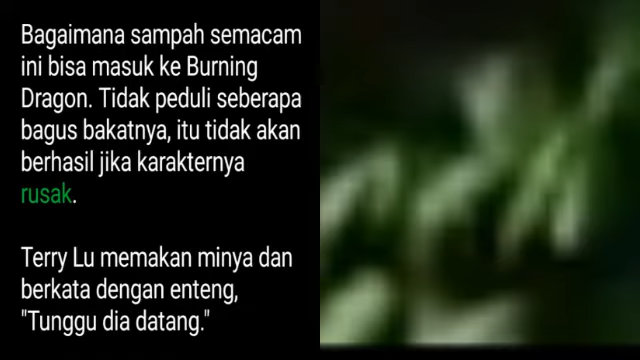 Bagaimana sampah semacam
ini bisa masuk ke Burning
Dragon. Tidak peduli seberapa
bagus bakatnya, itu tidak akan
berhasil jika karakternya
rusak.
Terry Lu memakan minya dan
berkata dengan enteng,
"Tunggu dia datang."